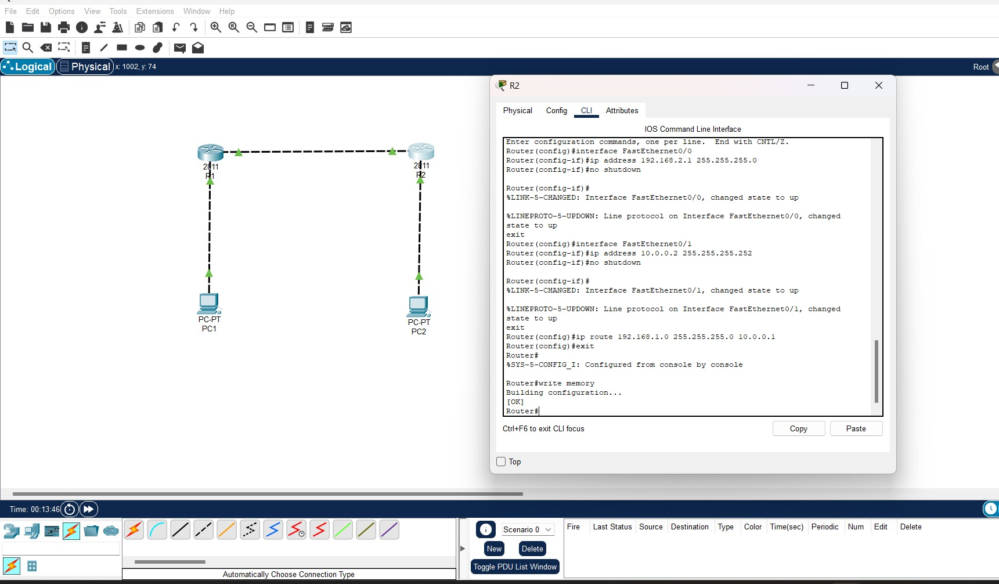 File Edit Options View Tools Extensions Window Help
Logical Physical x: 1002, y: 74 Root
R2
Physical Config CLI Attributes
IOS Command Line Interface
Enter configuration commands, one per line.  End with CNTL/Z.
Router(config)#interface FastEthernet0/0
Router(config-if)#ip address 192.168.2.1 255.255.255.0
Router(config-if)#no shutdown
Router(config-if)#
%LINK-5-CHANGED: Interface FastEthernet0/0, changed state to up
%LINEPROTO-5-UPDOWN: Line protocol on Interface FastEthernet0/0, changed
state to up
exit
Router(config)#interface FastEthernet0/1
Router(config-if)#ip address 10.0.0.2 255.255.255.252
Router(config-if)#no shutdown
Router(config-if)#
%LINK-5-CHANGED: Interface FastEthernet0/1, changed state to up
%LINEPROTO-5-UPDOWN: Line protocol on Interface FastEthernet0/1, changed
state to up
exit
Router(config)#ip route 192.168.1.0 255.255.255.0 10.0.0.1
Router(config)#exit
Router#
%SYS-5-CONFIG_I: Configured from console by console
Router#write memory
Building configuration...
[OK]
Router#
Ctrl+F6 to exit CLI focus
Copy Paste
Top
2811
R1
2811
R2
PC-PT
PC1
PC-PT
PC2
Time: 00:13:46
Automatically Choose Connection Type
Scenario 0
New Delete
Toggle PDU List Window
Fire Last Status Source Destination Type Color Time(sec) Periodic Num Edit Delete